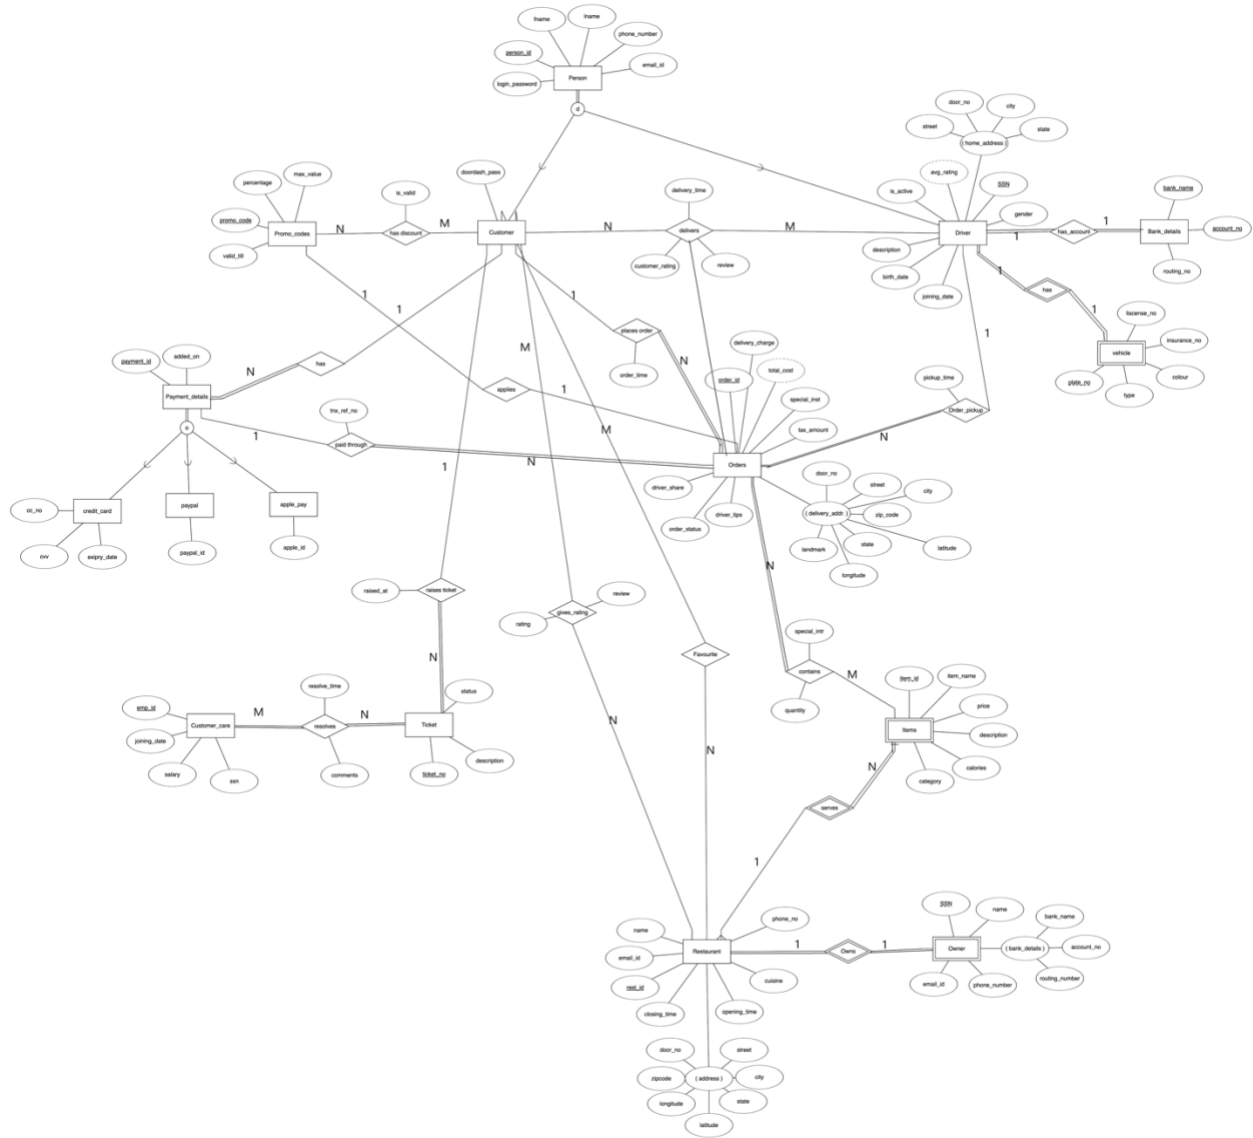 fname
lname
phone_number
person_id
email_id
login_password
Person
d
door_no
city
street
state
( home_address )
avg_rating
SSN
is_active
gender
description
birth_date
joining_date
Driver
1
has_account
1
bank_name
Bank_details
account_no
routing_no
1
has
1
liscense_no
insurance_no
vehicle
colour
plate_no
type
percentage
max_value
promo_code
valid_till
Promo_codes
N
is_valid
has discount
M
doordash_pass
Customer
N
delivery_time
delivers
customer_rating
review
M
1
1
1
M
M
1
places order
order_time
N
1
pickup_time
Order_pickup
N
payment_id
added_on
Payment_details
N
has
applies
1
tnx_ref_no
1
paid through
N
o
credit_card
cc_no
cvv
exipry_date
paypal
paypal_id
apple_pay
apple_id
delivery_charge
order_id
total_cost
special_inst
tax_amount
Orders
driver_share
order_status
driver_tips
door_no
street
city
( delivery_addr )
zip_code
landmark
state
latitude
longitude
1
raised_at
raises ticket
N
rating
gives_rating
review
N
Favourite
N
N
special_intr
contains
M
quantity
emp_id
joining_date
salary
ssn
Customer_care
M
resolve_time
resolves
comments
N
status
Ticket
ticket_no
description
item_id
item_name
price
Items
description
calories
category
N
serves
1
name
phone_no
email_id
Restaurant
rest_id
cuisine
closing_time
opening_time
1
Owns
1
SSN
name
Owner
email_id
phone_number
bank_name
( bank_details )
account_no
routing_number
door_no
street
zipcode
( address )
city
longitude
state
latitude